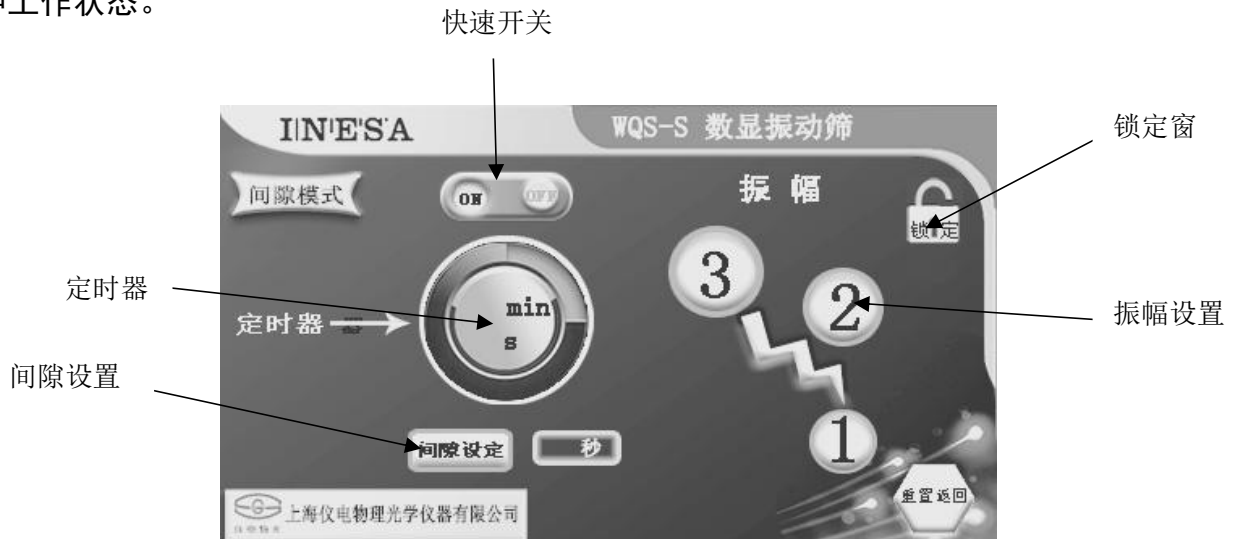 工作状态。
快速开关
INESA
WQS-S 数显振动筛
锁定窗
间隙模式
ON OFF
振 幅
锁定
定时器
3
min
2
定时器
s
振幅设置
间隙设置
1
间隙设定
秒
重置返回
上海仪电物理光学仪器有限公司